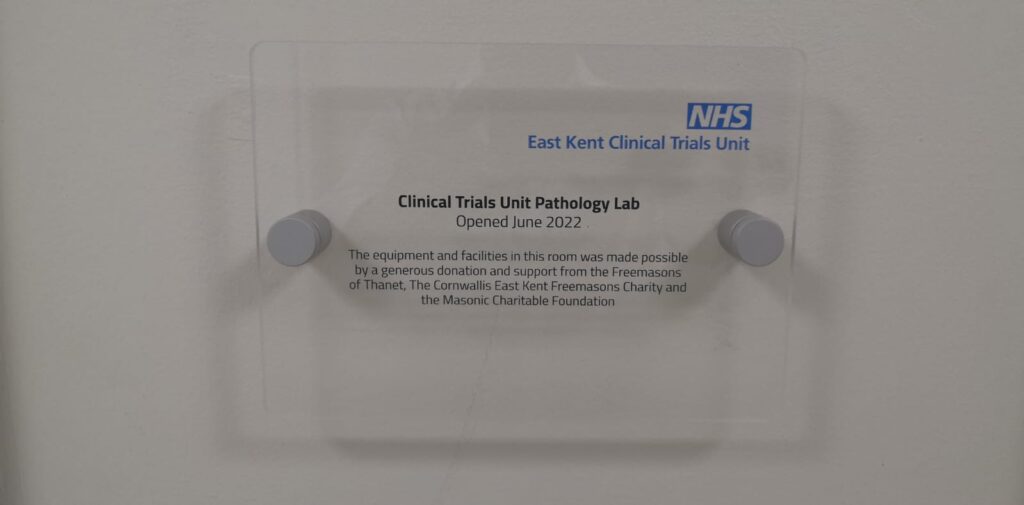 NHS
East Kent Clinical Trials Unit
Clinical Trials Unit Pathology Lab
Opened June 2022
The equipment and facilities in this room was made possible
by a generous donation and support from the Freemasons
of Thanet, The Cornwallis East Kent Freemasons Charity and
the Masonic Charitable Foundation